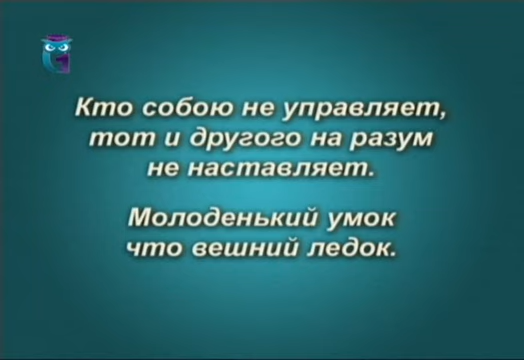 Кто собою не управляет,
тот и другого на разум
не наставляет.
Молоденький умок
что вешний ледок.